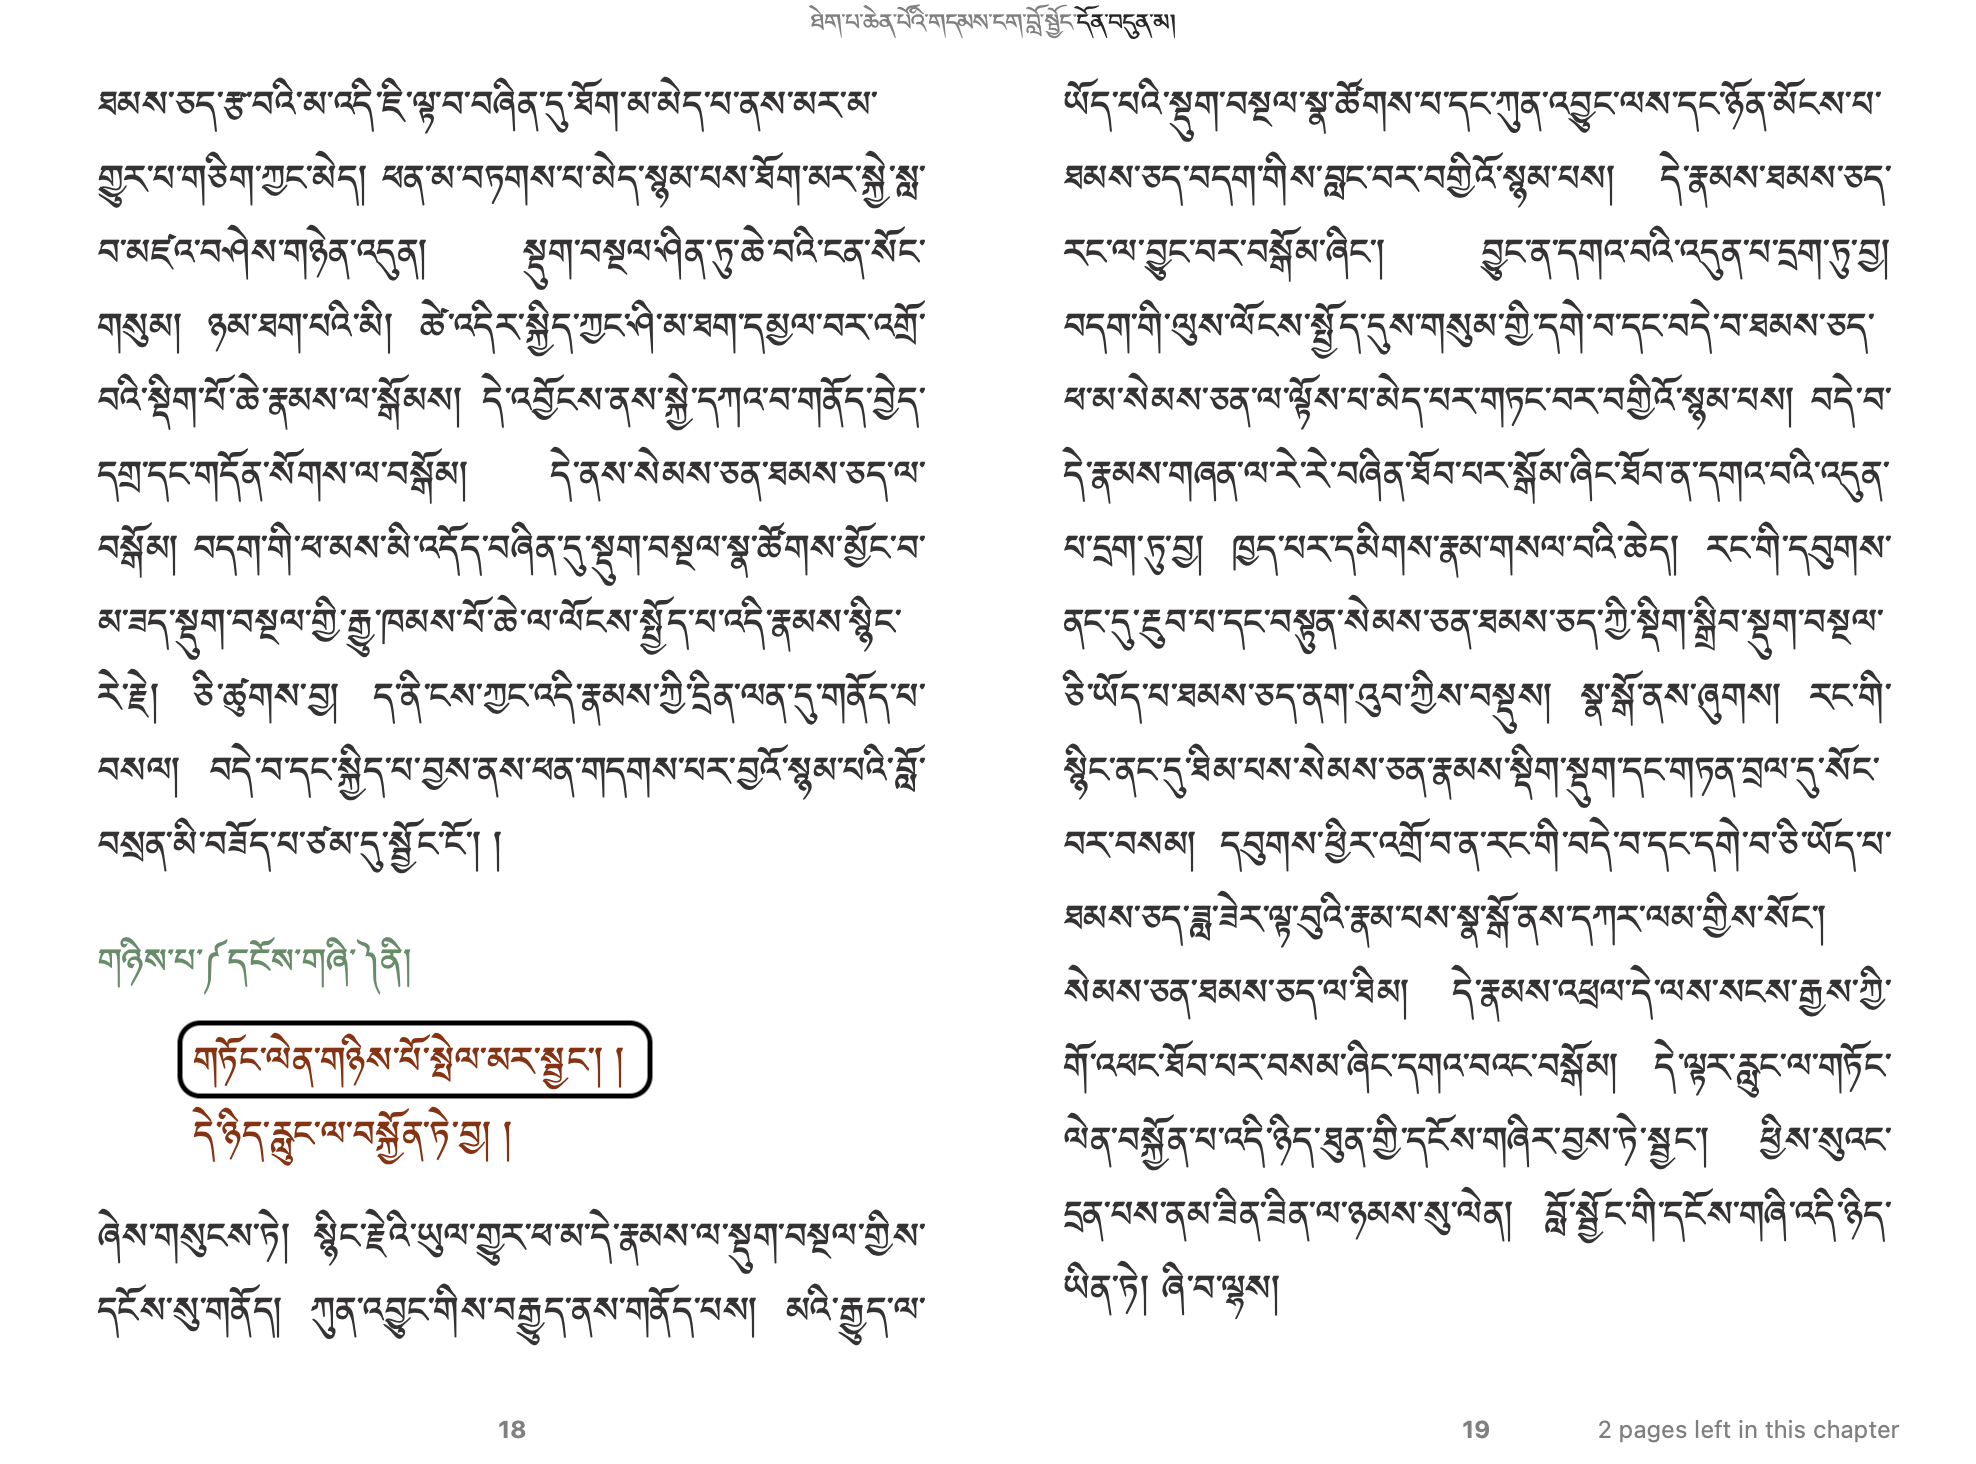 ཐེག་པ་ཆེན་པོའི་གདམས་ངག་བློ་སྦྱོང་དོན་བདུན་མ།
ཐམས་ཅད་རྩ་བའི་མ་འདི་ཇི་ལྟ་བ་བཞིན་དུ་ཐོག་མ་མེད་པ་ནས་མར་མ་
གྱུར་པ་གཅིག་ཀྱང་མེད། ཕན་མ་བཏགས་པ་མེད་སྙམ་པས་ཐོག་མར་སྐྱེ་སླ་
བ་མཛའ་བ་ཤེས་གཉེན་འདུན། སྡུག་བསྔལ་ཤིན་ཏུ་ཆེ་བའི་ངན་སོང་
གསུམ། ཉམ་ཐག་པའི་མི། ཚེ་འདིར་སྐྱིད་ཀྱང་ཤི་མ་ཐག་དམྱལ་བར་འགྲོ་
བའི་སྡིག་པོ་ཆེ་རྣམས་ལ་སྒོམས། དེ་འབྱོངས་ནས་སྐྱེ་དཀའ་བ་གནོད་བྱེད་
དགྲ་དང་གདོན་སོགས་ལ་བསྒོམ། དེ་ནས་སེམས་ཅན་ཐམས་ཅད་ལ་
བསྒོམ། བདག་གི་ཕ་མས་མི་འདོད་བཞིན་དུ་སྡུག་བསྔལ་སྣ་ཚོགས་མྱོང་བ་
མ་ཟད་སྡུག་བསྔལ་གྱི་རྒྱུ་ཁམས་པོ་ཆེ་ལ་ལོངས་སྤྱོད་པ་འདི་རྣམས་སྙིང་
རེ་རྗེ། ཅི་ཚུགས་བྱ། ད་ནི་ངས་ཀྱང་འདི་རྣམས་ཀྱི་དྲིན་ལན་དུ་གནོད་པ་
བསལ། བདེ་བ་དང་སྐྱིད་པ་བྱས་ནས་ཕན་གདགས་པར་བྱའོ་སྙམ་པའི་བློ་
བསྲན་མི་བཟོད་པ་ཙམ་དུ་སྦྱོང་ངོ་། །
གཉིས་པ་༼དངོས་གཞི་༽ནི།
གཏོང་ལེན་གཉིས་པོ་སྤེལ་མར་སྦྱང་། །
དེ་ཉིད་རླུང་ལ་བསྐྱོན་ཏེ་བྱ། །
ཞེས་གསུངས་ཏེ། སྙིང་རྗེའི་ཡུལ་གྱུར་ཕ་མ་དེ་རྣམས་ལ་སྡུག་བསྔལ་གྱིས་
དངོས་སུ་གནོད། ཀུན་འབྱུང་གིས་བརྒྱུད་ནས་གནོད་པས། མའི་རྒྱུད་ལ་
18
ཡོད་པའི་སྡུག་བསྔལ་སྣ་ཚོགས་པ་དང་ཀུན་འབྱུང་ལས་དང་ཉོན་མོངས་པ་
ཐམས་ཅད་བདག་གིས་བླང་བར་བགྱིའོ་སྙམ་པས། དེ་རྣམས་ཐམས་ཅད་
རང་ལ་བྱུང་བར་བསྒོམ་ཞིང་། བྱུང་ན་དགའ་བའི་འདུན་པ་དྲག་ཏུ་བྱ།
བདག་གི་ལུས་ལོངས་སྤྱོད་དུས་གསུམ་གྱི་དགེ་བ་དང་བདེ་བ་ཐམས་ཅད་
ཕ་མ་སེམས་ཅན་ལ་ལྟོས་པ་མེད་པར་གཏང་བར་བགྱིའོ་སྙམ་པས། བདེ་བ་
དེ་རྣམས་གཞན་ལ་རེ་རེ་བཞིན་ཐོབ་པར་སྒོམ་ཞིང་ཐོབ་ན་དགའ་བའི་འདུན་
པ་དྲག་ཏུ་བྱ། ཁྱད་པར་དམིགས་རྣམ་གསལ་བའི་ཆེད། རང་གི་དབུགས་
ནང་དུ་རྔུབ་པ་དང་བསྟུན་སེམས་ཅན་ཐམས་ཅད་ཀྱི་སྡིག་སྒྲིབ་སྡུག་བསྔལ་
ཅི་ཡོད་པ་ཐམས་ཅད་ནག་འུབ་ཀྱིས་བསྡུས། སྣ་སྒོ་ནས་ཞུགས། རང་གི་
སྙིང་ནང་དུ་ཐིམ་པས་སེམས་ཅན་རྣམས་སྡིག་སྡུག་དང་གཏན་བྲལ་དུ་སོང་
བར་བསམ། དབུགས་ཕྱིར་འགྲོ་བ་ན་རང་གི་བདེ་བ་དང་དགེ་བ་ཅི་ཡོད་པ་
ཐམས་ཅད་ཟླ་ཟེར་ལྟ་བུའི་རྣམ་པས་སྣ་སྒོ་ནས་དཀར་ལམ་གྱིས་སོང་།
སེམས་ཅན་ཐམས་ཅད་ལ་ཐིམ། དེ་རྣམས་འཕྲལ་དེ་ལས་སངས་རྒྱས་ཀྱི་
གོ་འཕང་ཐོབ་པར་བསམ་ཞིང་དགའ་བའང་བསྒོམ། དེ་ལྟར་རླུང་ལ་གཏོང་
ལེན་བསྐྱོན་པ་འདི་ཉིད་ཐུན་གྱི་དངོས་གཞིར་བྱས་ཏེ་སྦྱང་། ཕྱིས་སུའང་
དྲན་པས་ནམ་ཟིན་ཟིན་ལ་ཉམས་སུ་ལེན། བློ་སྦྱོང་གི་དངོས་གཞི་འདི་ཉིད་
ཡིན་ཏེ། ཞི་བ་ལྷས།
19
2 pages left in this chapter